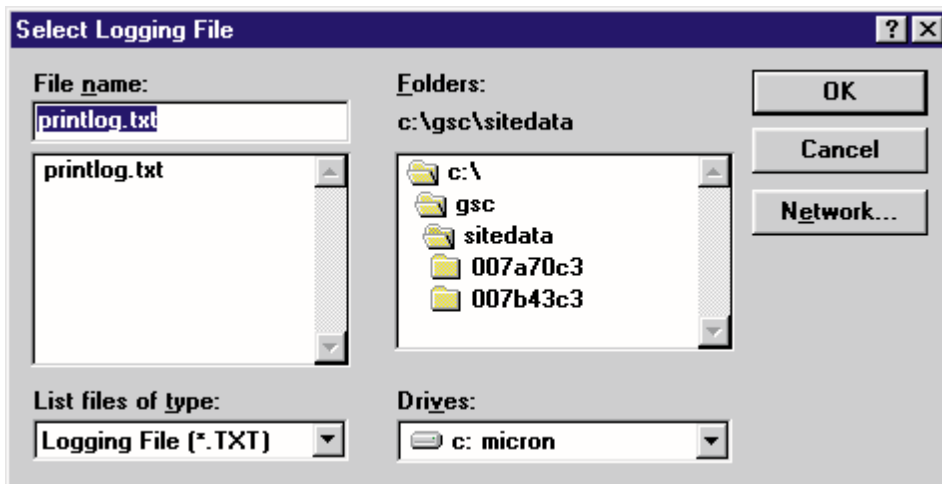 Select Logging File
File name:
printlog.txt
printlog.txt
List files of type:
Logging File (*.TXT)
Folders:
c:\gsc\sitedata
c:\
gsc
sitedata
007a70c3
007b43c3
Drives:
c: micron
OK
Cancel
Network...